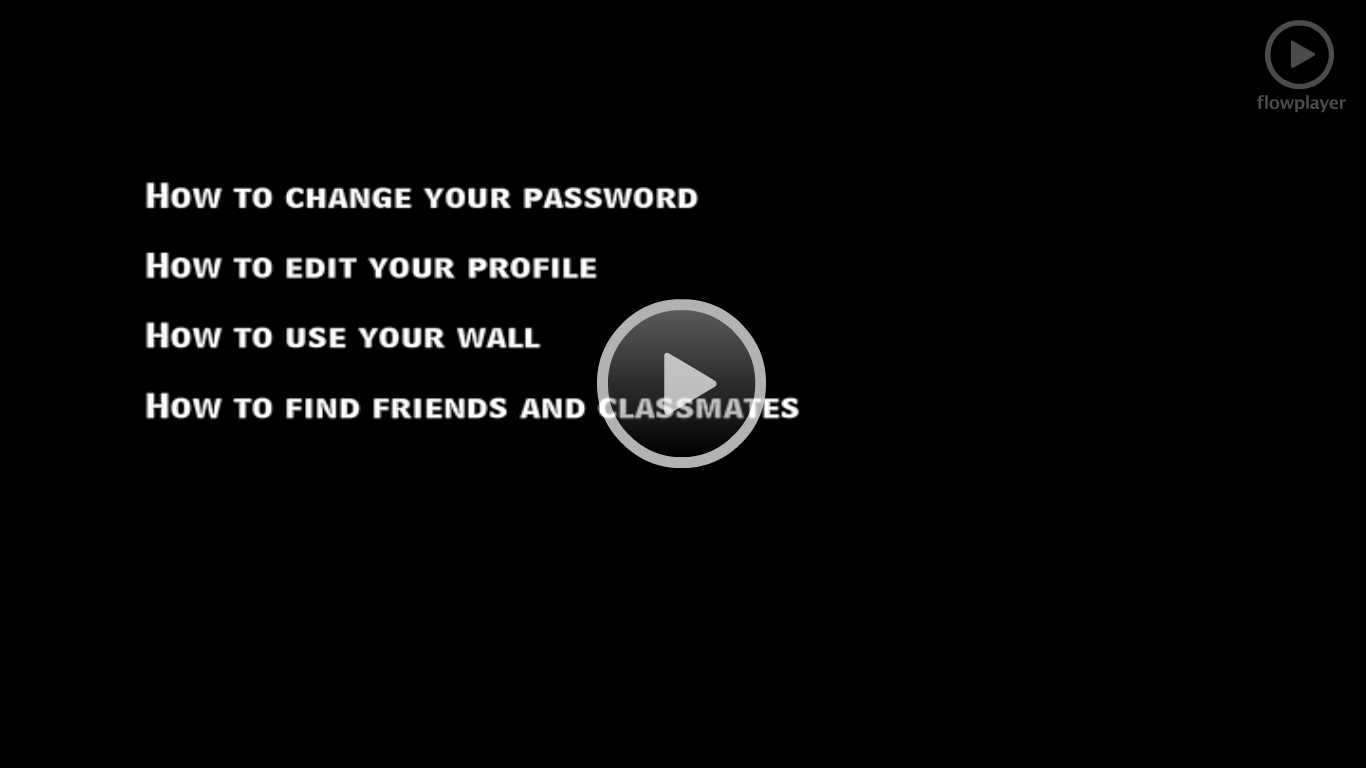 flowplayer
How to change your password
How to edit your profile
How to use your wall
How to find friends and classmates